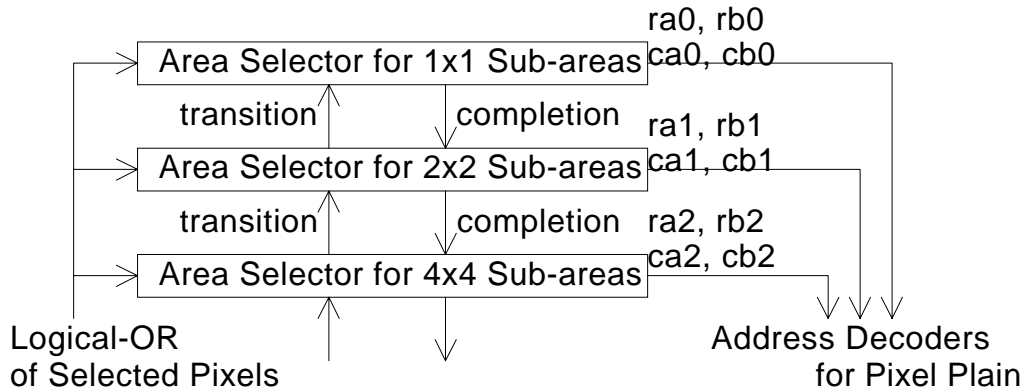 ra0, rb0
Area Selector for 1x1 Sub-areas
ca0, cb0
transition
completion
ra1, rb1
Area Selector for 2x2 Sub-areas
ca1, cb1
transition
completion
ra2, rb2
Area Selector for 4x4 Sub-areas
ca2, cb2
Logical-OR
of Selected Pixels
Address Decoders
for Pixel Plain